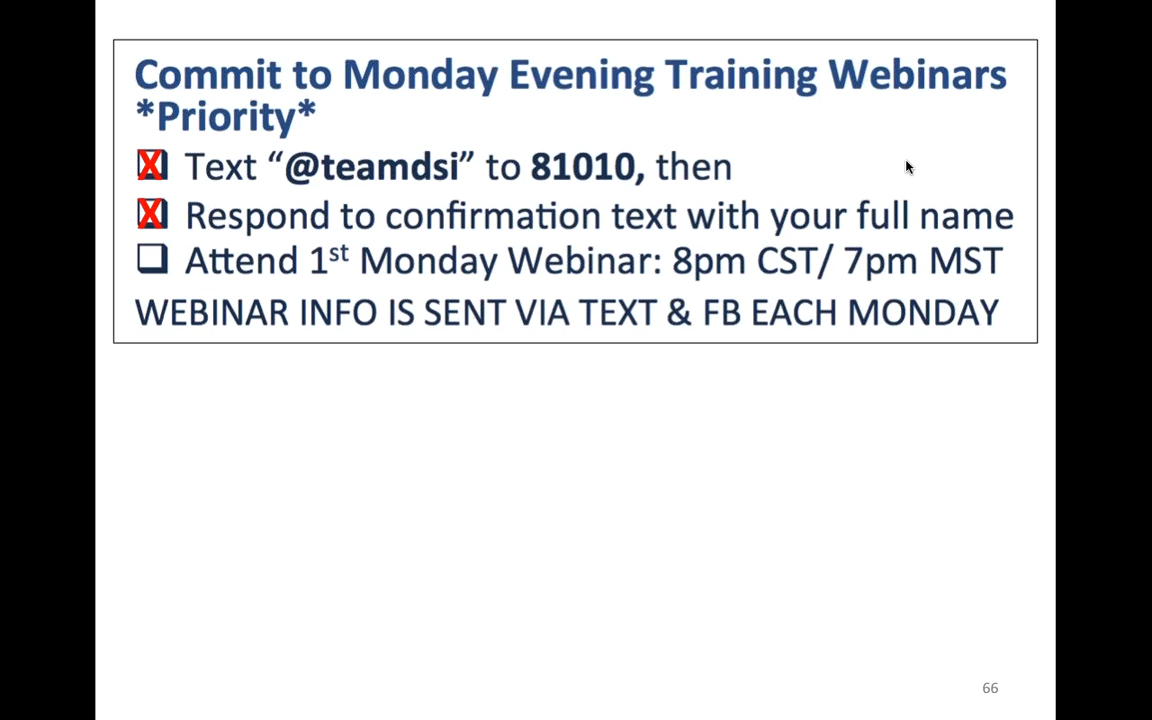 Commit to Monday Evening Training Webinars
*Priority*
X Text “@teamdsi” to 81010, then
X Respond to confirmation text with your full name
Attend 1st Monday Webinar: 8pm CST/ 7pm MST
WEBINAR INFO IS SENT VIA TEXT & FB EACH MONDAY
66